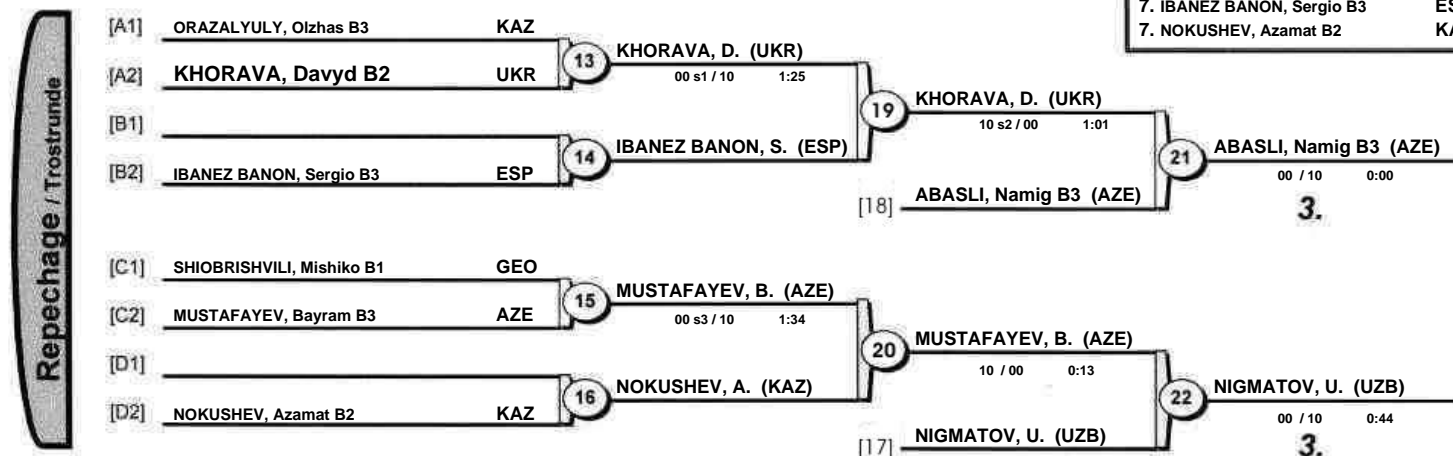 7. IBANEZ BANON, Sergio B3
7. NOKUSHEV, Azamat B2
Repechage / Trostrunde
[A1] ORAZALYULY, Olzhas B3 KAZ
[A2] KHORAVA, Davyd B2 UKR
13 KHORAVA, D. (UKR)
00 s1 / 10 1:25
[B1]
[B2] IBANEZ BANON, Sergio B3 ESP
14 IBANEZ BANON, S. (ESP)
19 KHORAVA, D. (UKR)
10 s2 / 00 1:01
[18] ABASLI, Namig B3 (AZE)
21 ABASLI, Namig B3 (AZE)
00 / 10 0:00
3.
[C1] SHIOBRISHVILI, Mishiko B1 GEO
[C2] MUSTAFAYEV, Bayram B3 AZE
15 MUSTAFAYEV, B. (AZE)
00 s3 / 10 1:34
[D1]
[D2] NOKUSHEV, Azamat B2 KAZ
16 NOKUSHEV, A. (KAZ)
20 MUSTAFAYEV, B. (AZE)
10 / 00 0:13
[17] NIGMATOV, U. (UZB)
22 NIGMATOV, U. (UZB)
00 / 10 0:44
3.